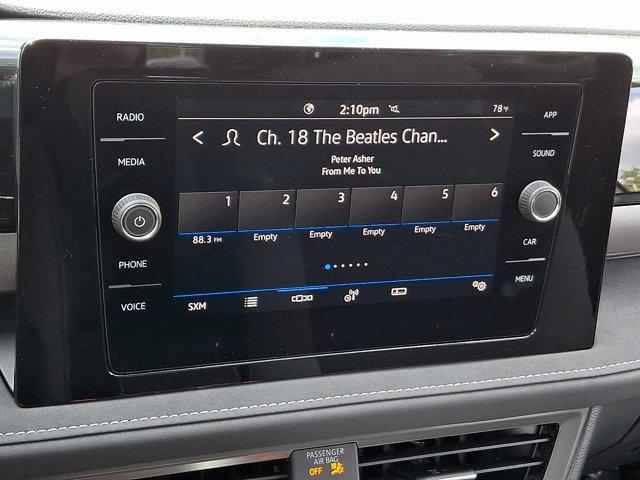 2:10pm 78°F
< Ch. 18 The Beatles Chan... >
Peter Asher
From Me To You
1 2 3 4 5 6
88.3 FM Empty Empty Empty Empty Empty
SXM
RADIO
MEDIA
PHONE
VOICE
APP
SOUND
CAR
MENU
PASSENGER
AIR BAG
OFF